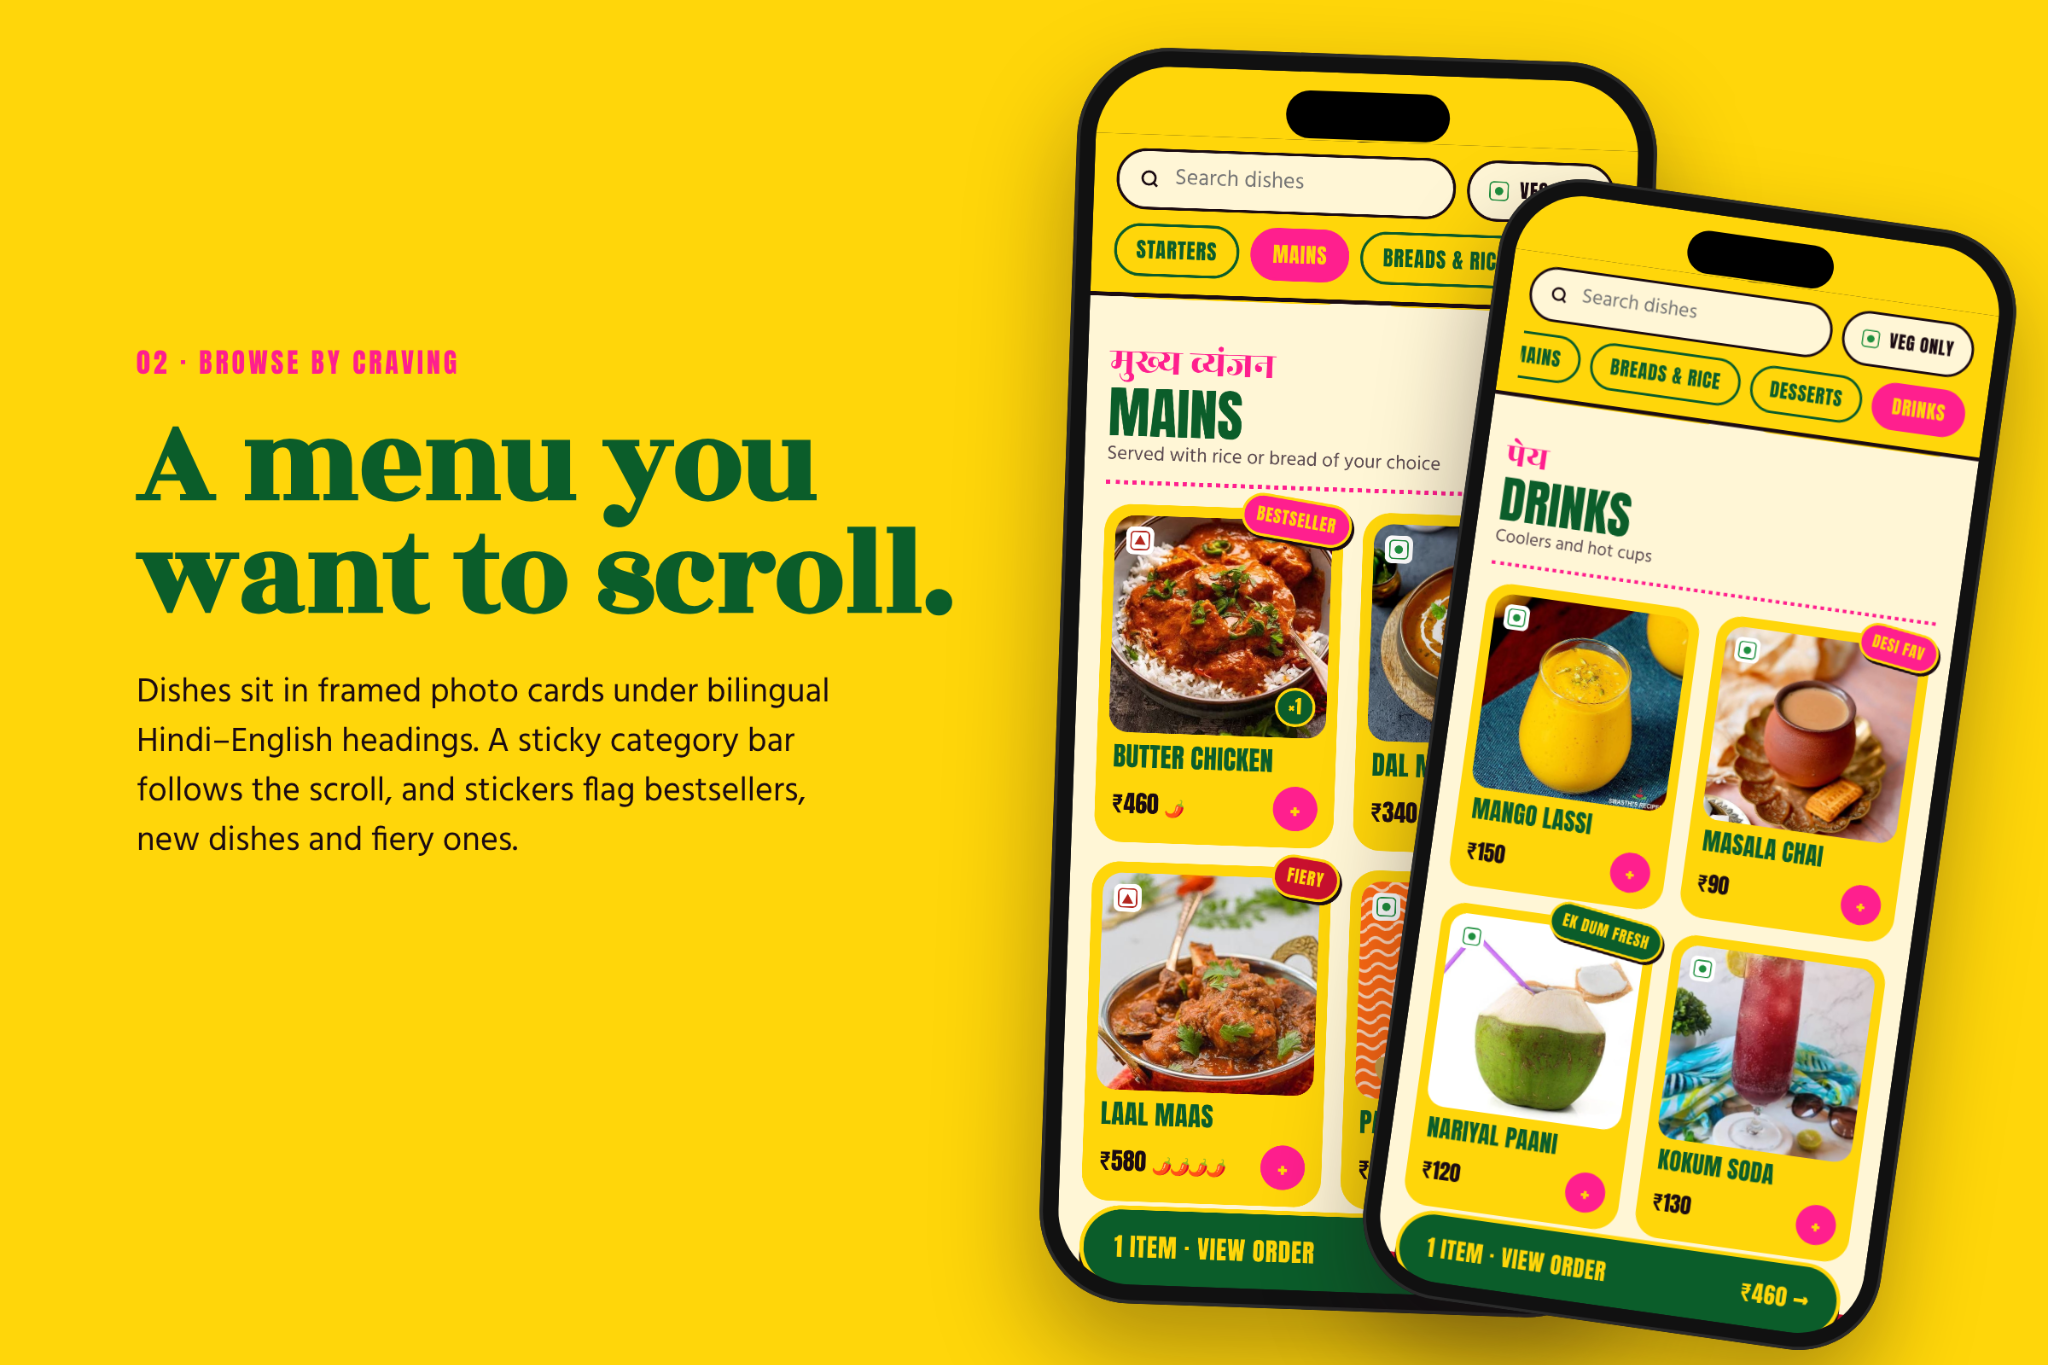 02 · BROWSE BY CRAVING
A menu you
want to scroll.
Dishes sit in framed photo cards under bilingual
Hindi–English headings. A sticky category bar
follows the scroll, and stickers flag bestsellers,
new dishes and fiery ones.
Search dishes
STARTERS MAINS BREADS &
मुख्य व्यंजन
MAINS
Served with rice or bread of your choice
BESTSELLER
×1
BUTTER CHICKEN
₹460
DAL
₹340
FIERY
LAAL MAAS
₹580
1 ITEM · VIEW ORDER
Search dishes VEG ONLY
BREADS & RICE DESSERTS DRINKS
पेय
DRINKS
Coolers and hot cups
MANGO LASSI
₹150
DESI FAV
MASALA CHAI
₹90
EK DUM FRESH
NARIYAL PAANI
₹120
KOKUM SODA
₹130
1 ITEM · VIEW ORDER ₹460 →